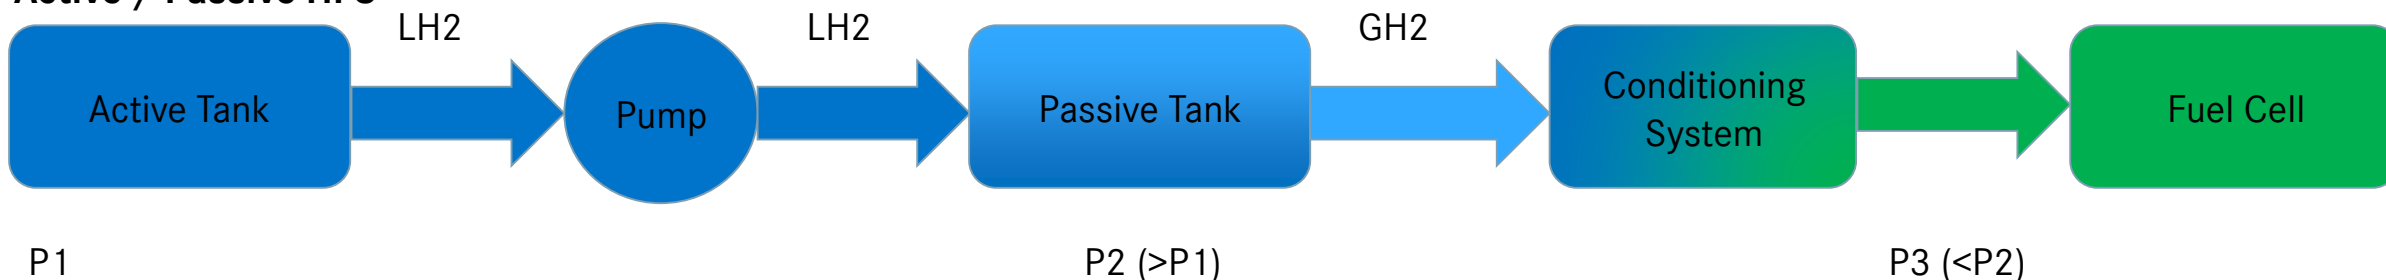 LH2
LH2
GH2
Active Tank
Pump
Passive Tank
Conditioning
System
Fuel Cell
P1
P2 (>P1)
P3 (<P2)